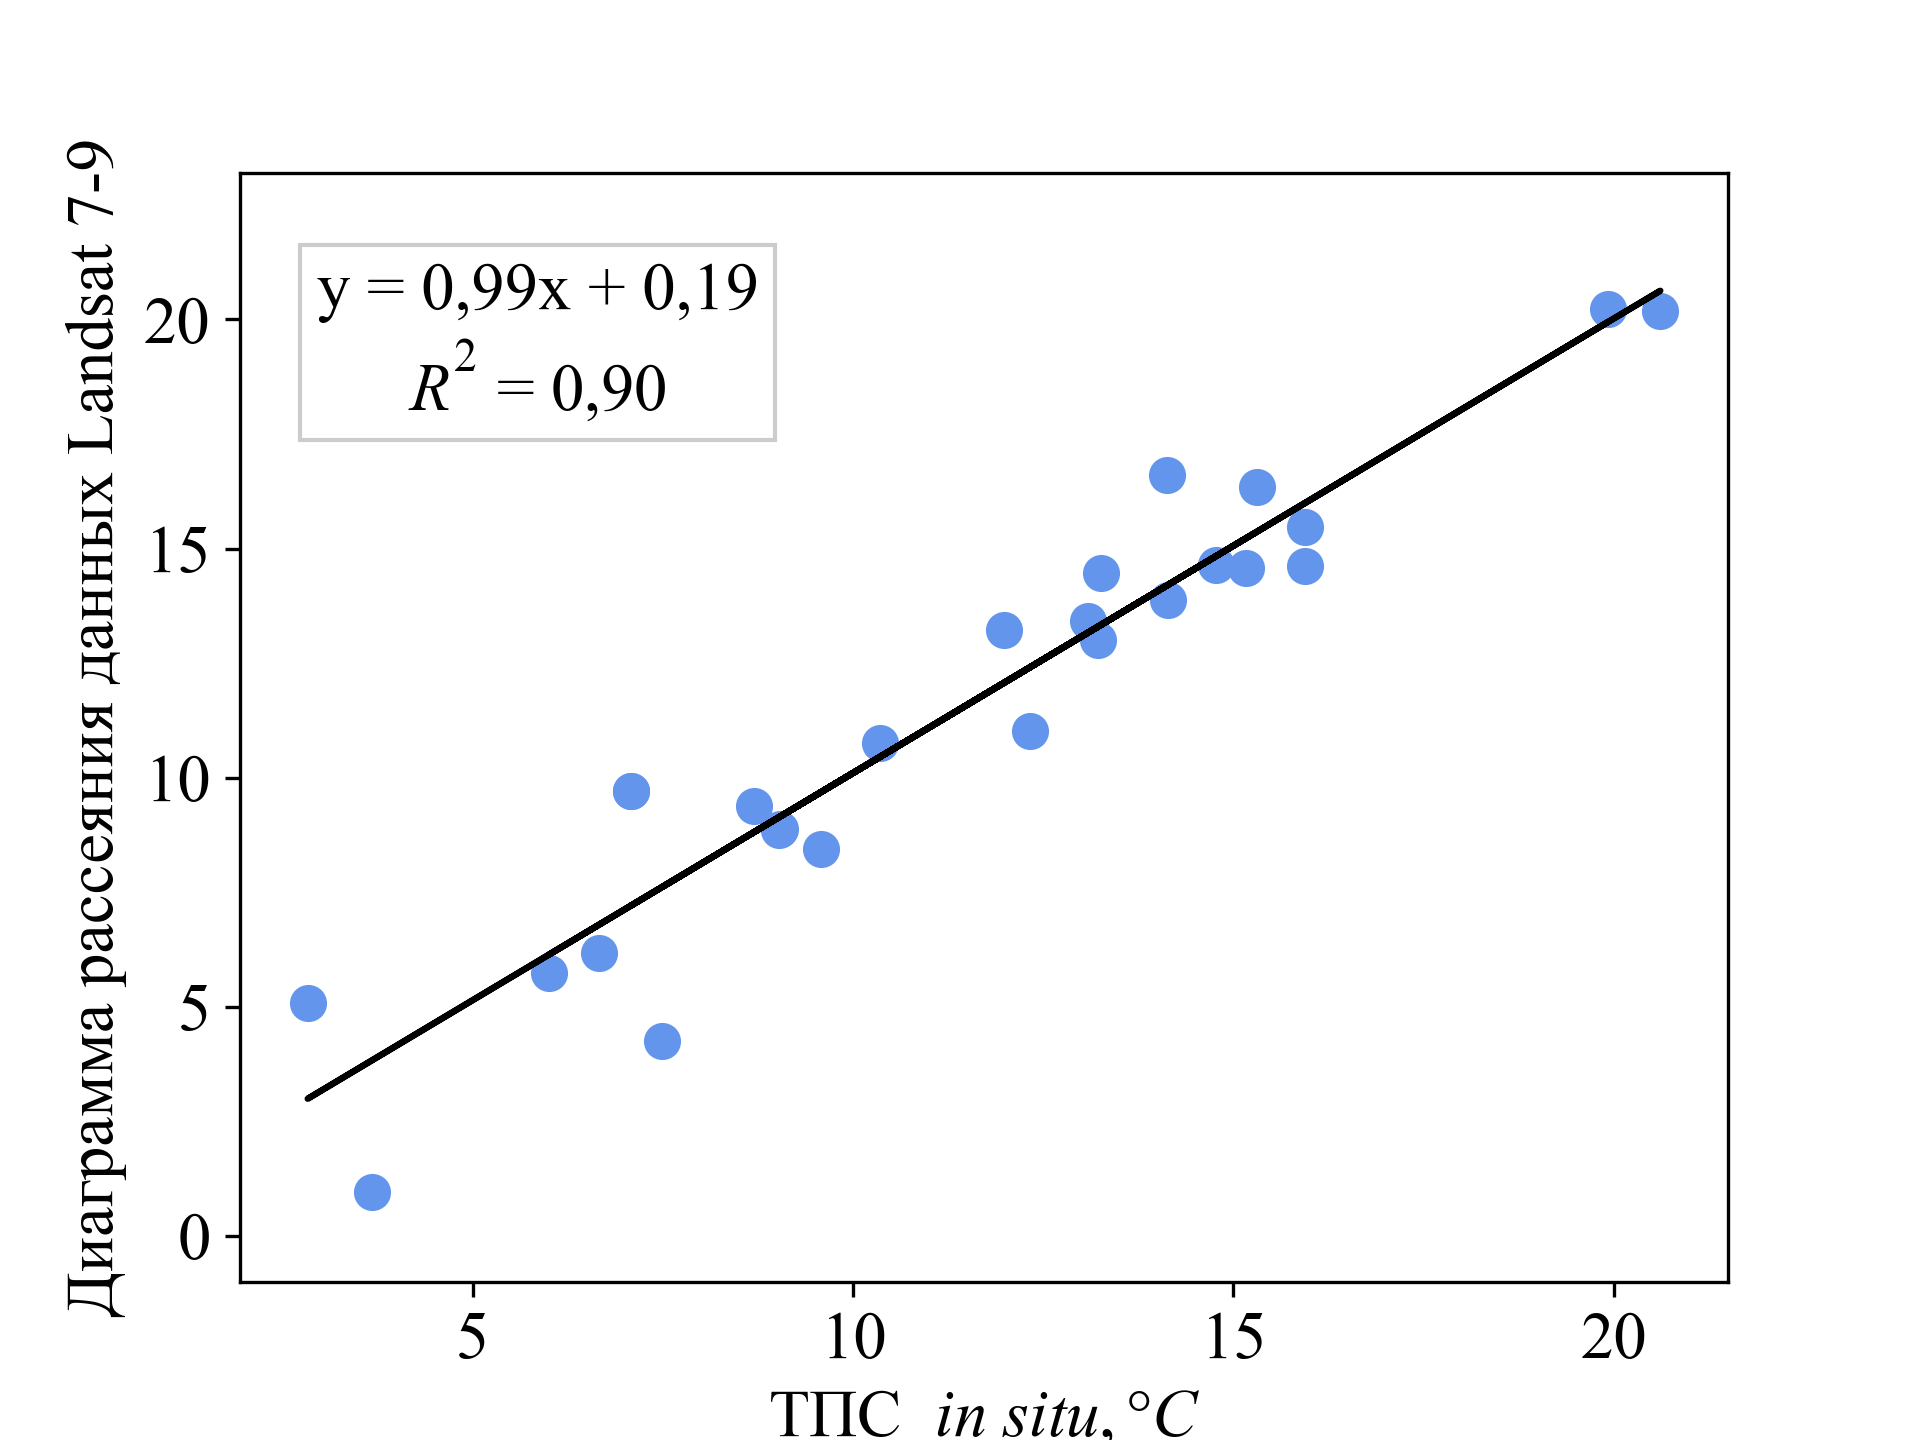 Диаграмма рассеяния данных Landsat 7-9
y = 0,99x + 0,19
R² = 0,90
20
15
10
5
0
5 10 15 20
ТПС in situ, °C